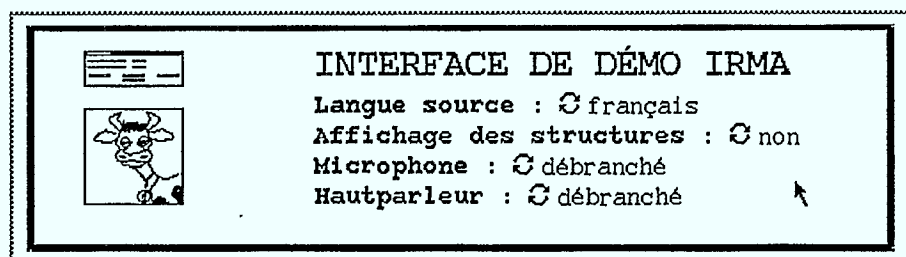 INTERFACE DE DÉMO IRMA
Langue source : français
Affichage des structures : non
Microphone : débranché
Hautparleur : débranché